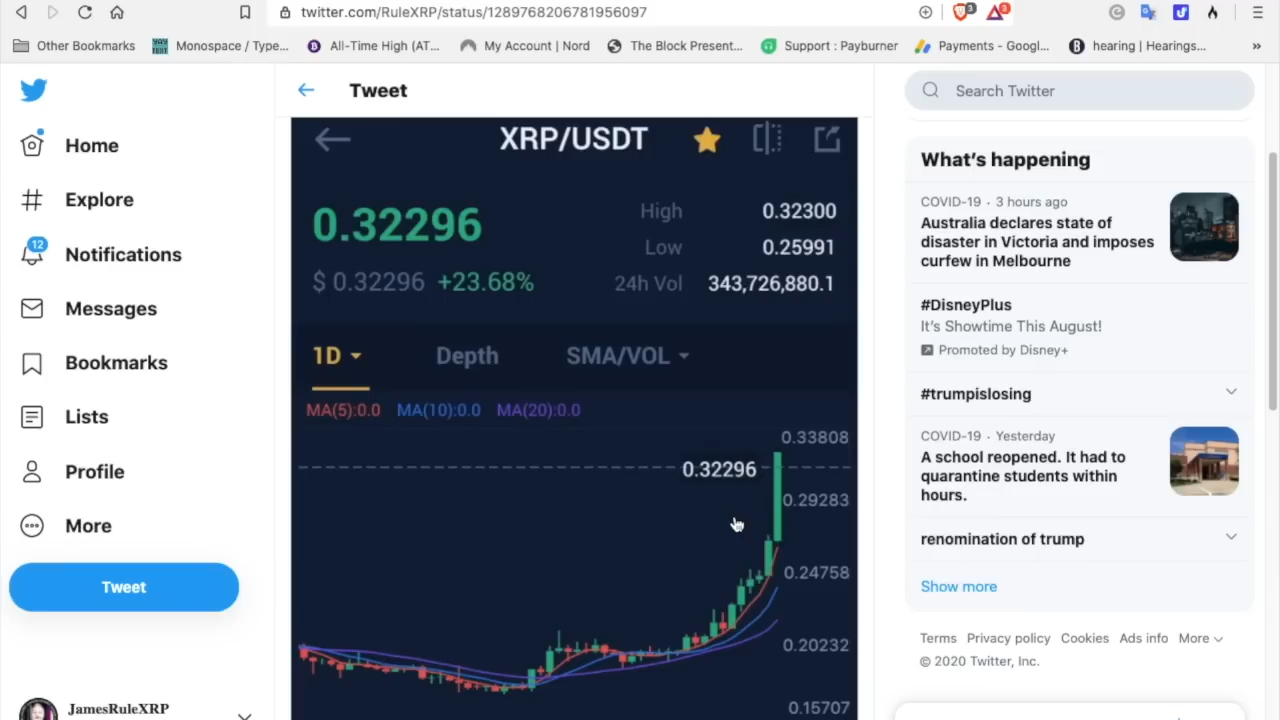 twitter.com/RuleXRP/status/1289768206781956097
3
3
Other Bookmarks
Monospace / Type...
All-Time High (AT...
My Account | Nord
The Block Present...
Support : Payburner
Payments - Googl...
hearing | Hearings...
»
Home
Explore
12
Notifications
Messages
Bookmarks
Lists
Profile
More
Tweet
JamesRuleXRP
Tweet
XRP/USDT
0.32296
High 0.32300
Low 0.25991
$ 0.32296 +23.68%
24h Vol 343,726,880.1
1D Depth SMA/VOL
MA(5):0.0 MA(10):0.0 MA(20):0.0
0.33808
0.32296
0.29283
0.24758
0.20232
0.15707
Search Twitter
What's happening
COVID-19 · 3 hours ago
Australia declares state of
disaster in Victoria and imposes
curfew in Melbourne
#DisneyPlus
It's Showtime This August!
Promoted by Disney+
#trumpislosing
COVID-19 · Yesterday
A school reopened. It had to
quarantine students within
hours.
renomination of trump
Show more
Terms Privacy policy Cookies Ads info More
© 2020 Twitter, Inc.